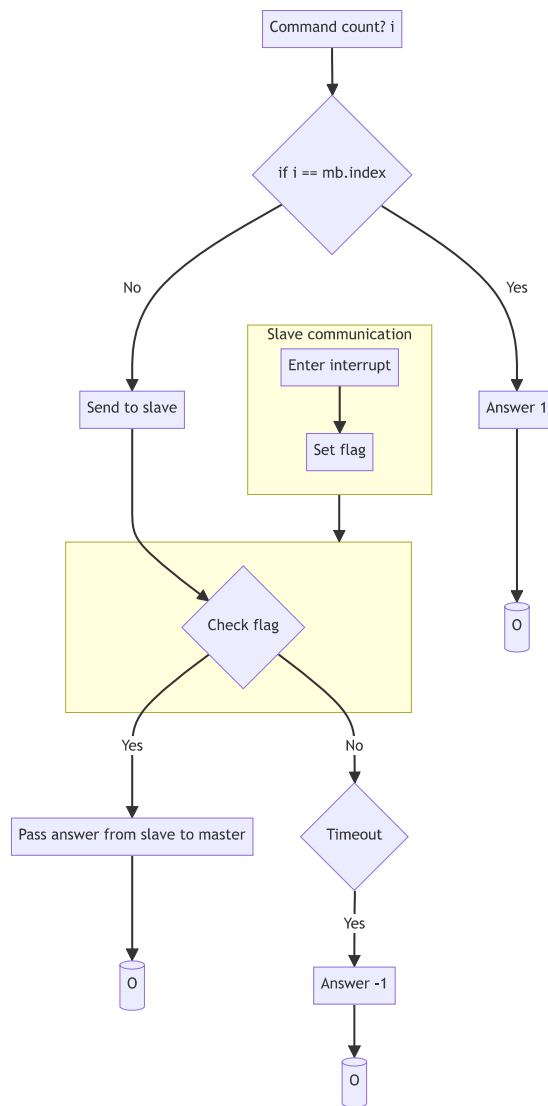 Command count? i
if i == mb.index
No
Yes
Slave communication
Enter interrupt
Send to slave
Answer 1
Set flag
Check flag
O
Yes
No
Pass answer from slave to master
Timeout
Yes
O
Answer -1
O